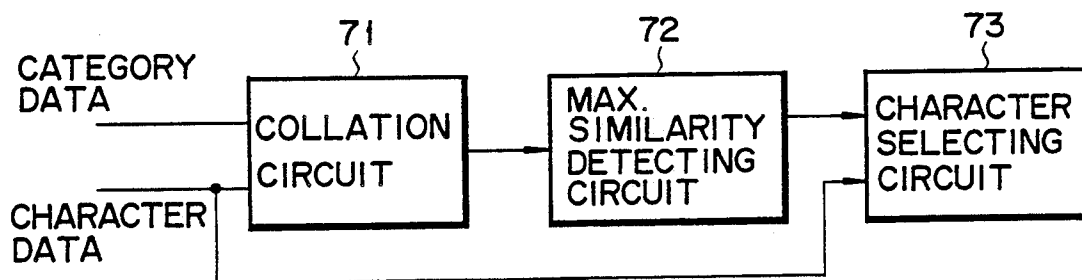 71
72
73
CATEGORY
DATA
COLLATION
CIRCUIT
MAX.
SIMILARITY
DETECTING
CIRCUIT
CHARACTER
SELECTING
CIRCUIT
CHARACTER
DATA